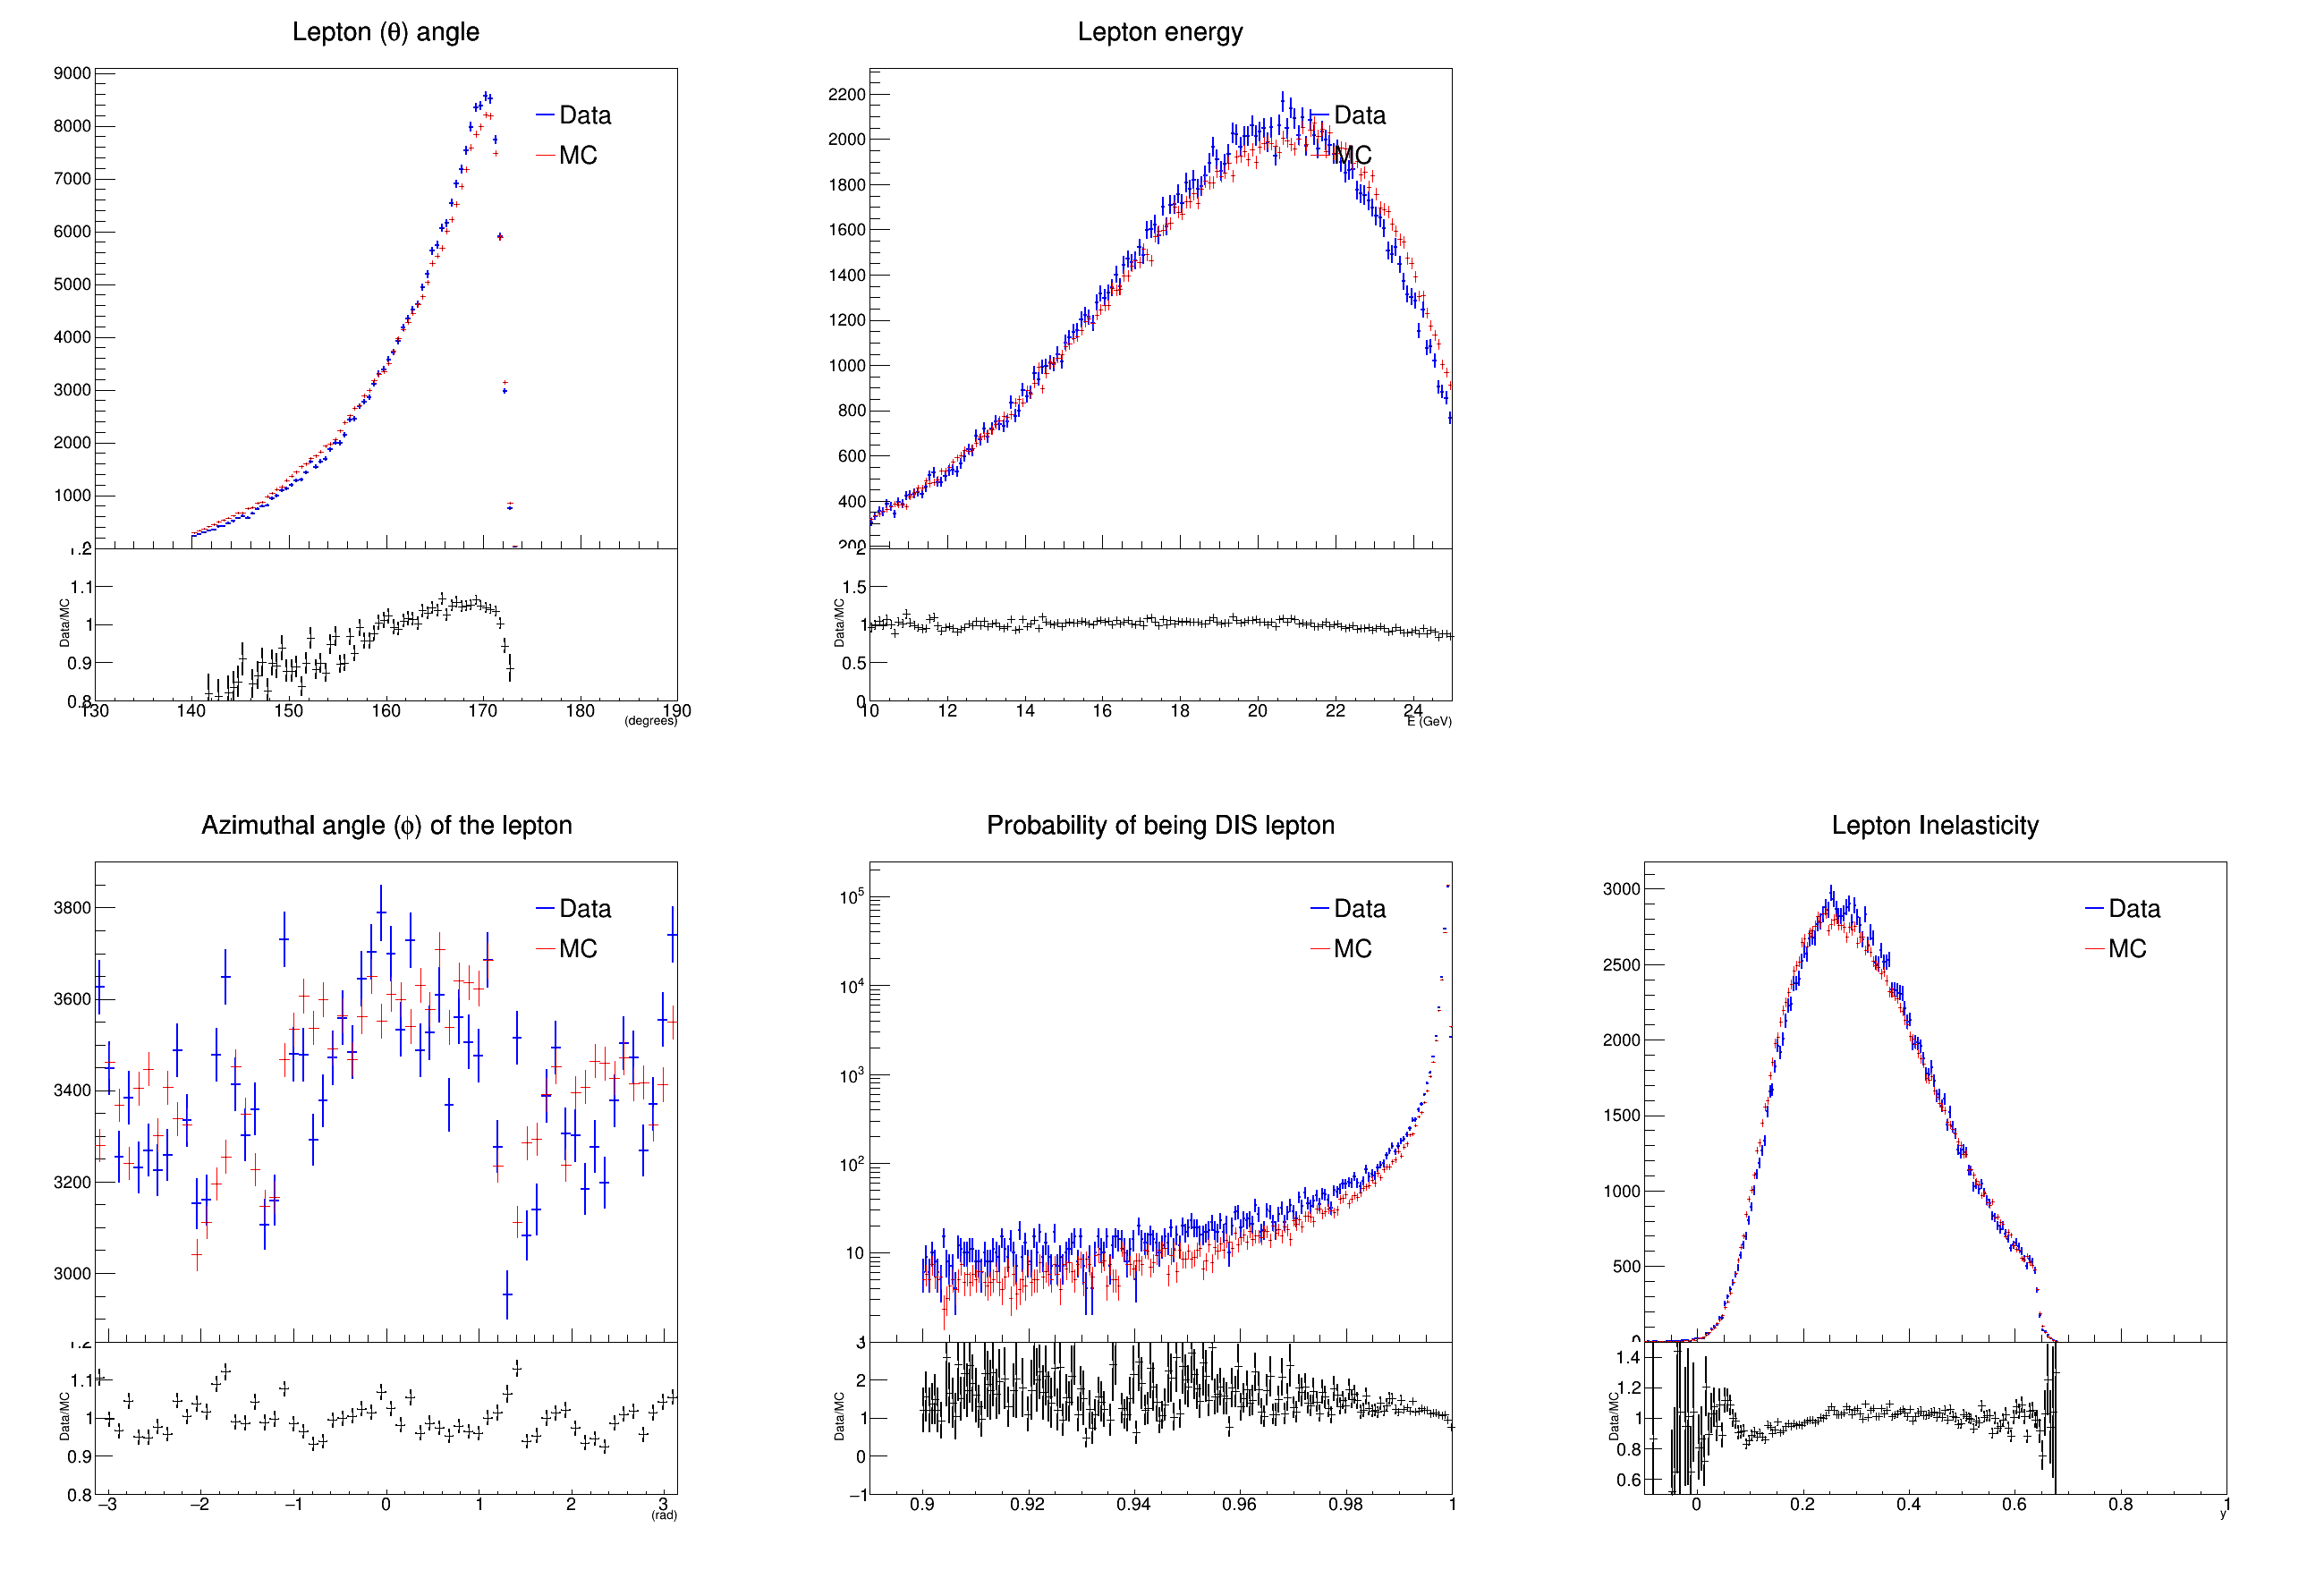 Lepton (θ) angle
9000
8000
7000
6000
5000
4000
3000
2000
1000
0
Data
MC
1.2
1.1
1
0.9
0.8
Data/MC
130 140 150 160 170 180 190
(degrees)
Lepton energy
2200
2000
1800
1600
1400
1200
1000
800
600
400
200
Data
MC
2
1.5
1
0.5
0
Data/MC
10 12 14 16 18 20 22 24
E (GeV)
Azimuthal angle (ϕ) of the lepton
3800
3600
3400
3200
3000
Data
MC
1.2
1.1
1
0.9
0.8
Data/MC
−3 −2 −1 0 1 2 3
(rad)
Probability of being DIS lepton
10⁵
10⁴
10³
10²
10
1
Data
MC
3
2
1
0
−1
Data/MC
0.9 0.92 0.94 0.96 0.98 1
Lepton Inelasticity
3000
2500
2000
1500
1000
500
0
Data
MC
1.4
1.2
1
0.8
0.6
Data/MC
0 0.2 0.4 0.6 0.8 1
y